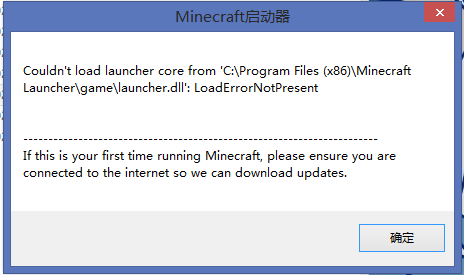 Minecraft启动器
Couldn't load launcher core from 'C:\Program Files (x86)\Minecraft
Launcher\game\launcher.dll': LoadErrorNotPresent
------------------------------------------------------------------------
If this is your first time running Minecraft, please ensure you are
connected to the internet so we can download updates.
确定